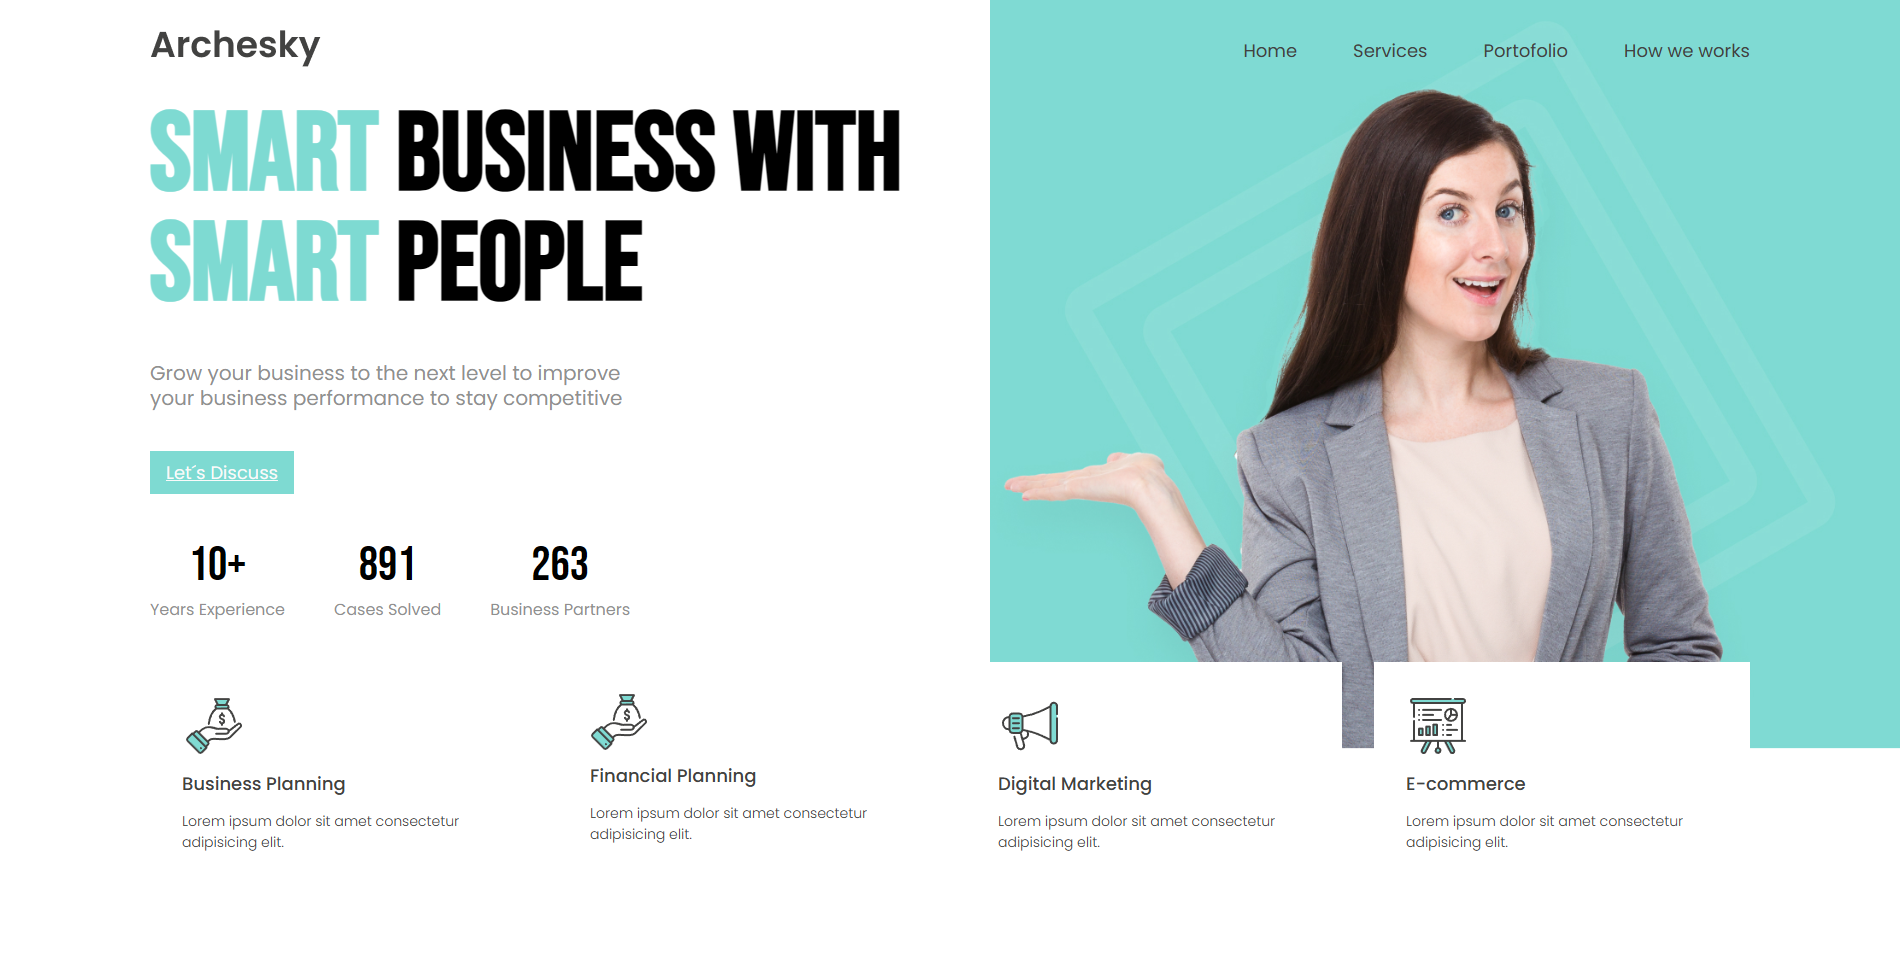 Archesky
Home
Services
Portofolio
How we works
SMART BUSINESS WITH
SMART PEOPLE
Grow your business to the next level to improve
your business performance to stay competitive
Let´s Discuss
10+
Years Experience
891
Cases Solved
263
Business Partners
Business Planning
Lorem ipsum dolor sit amet consectetur
adipisicing elit.
Financial Planning
Lorem ipsum dolor sit amet consectetur
adipisicing elit.
Digital Marketing
Lorem ipsum dolor sit amet consectetur
adipisicing elit.
E-commerce
Lorem ipsum dolor sit amet consectetur
adipisicing elit.